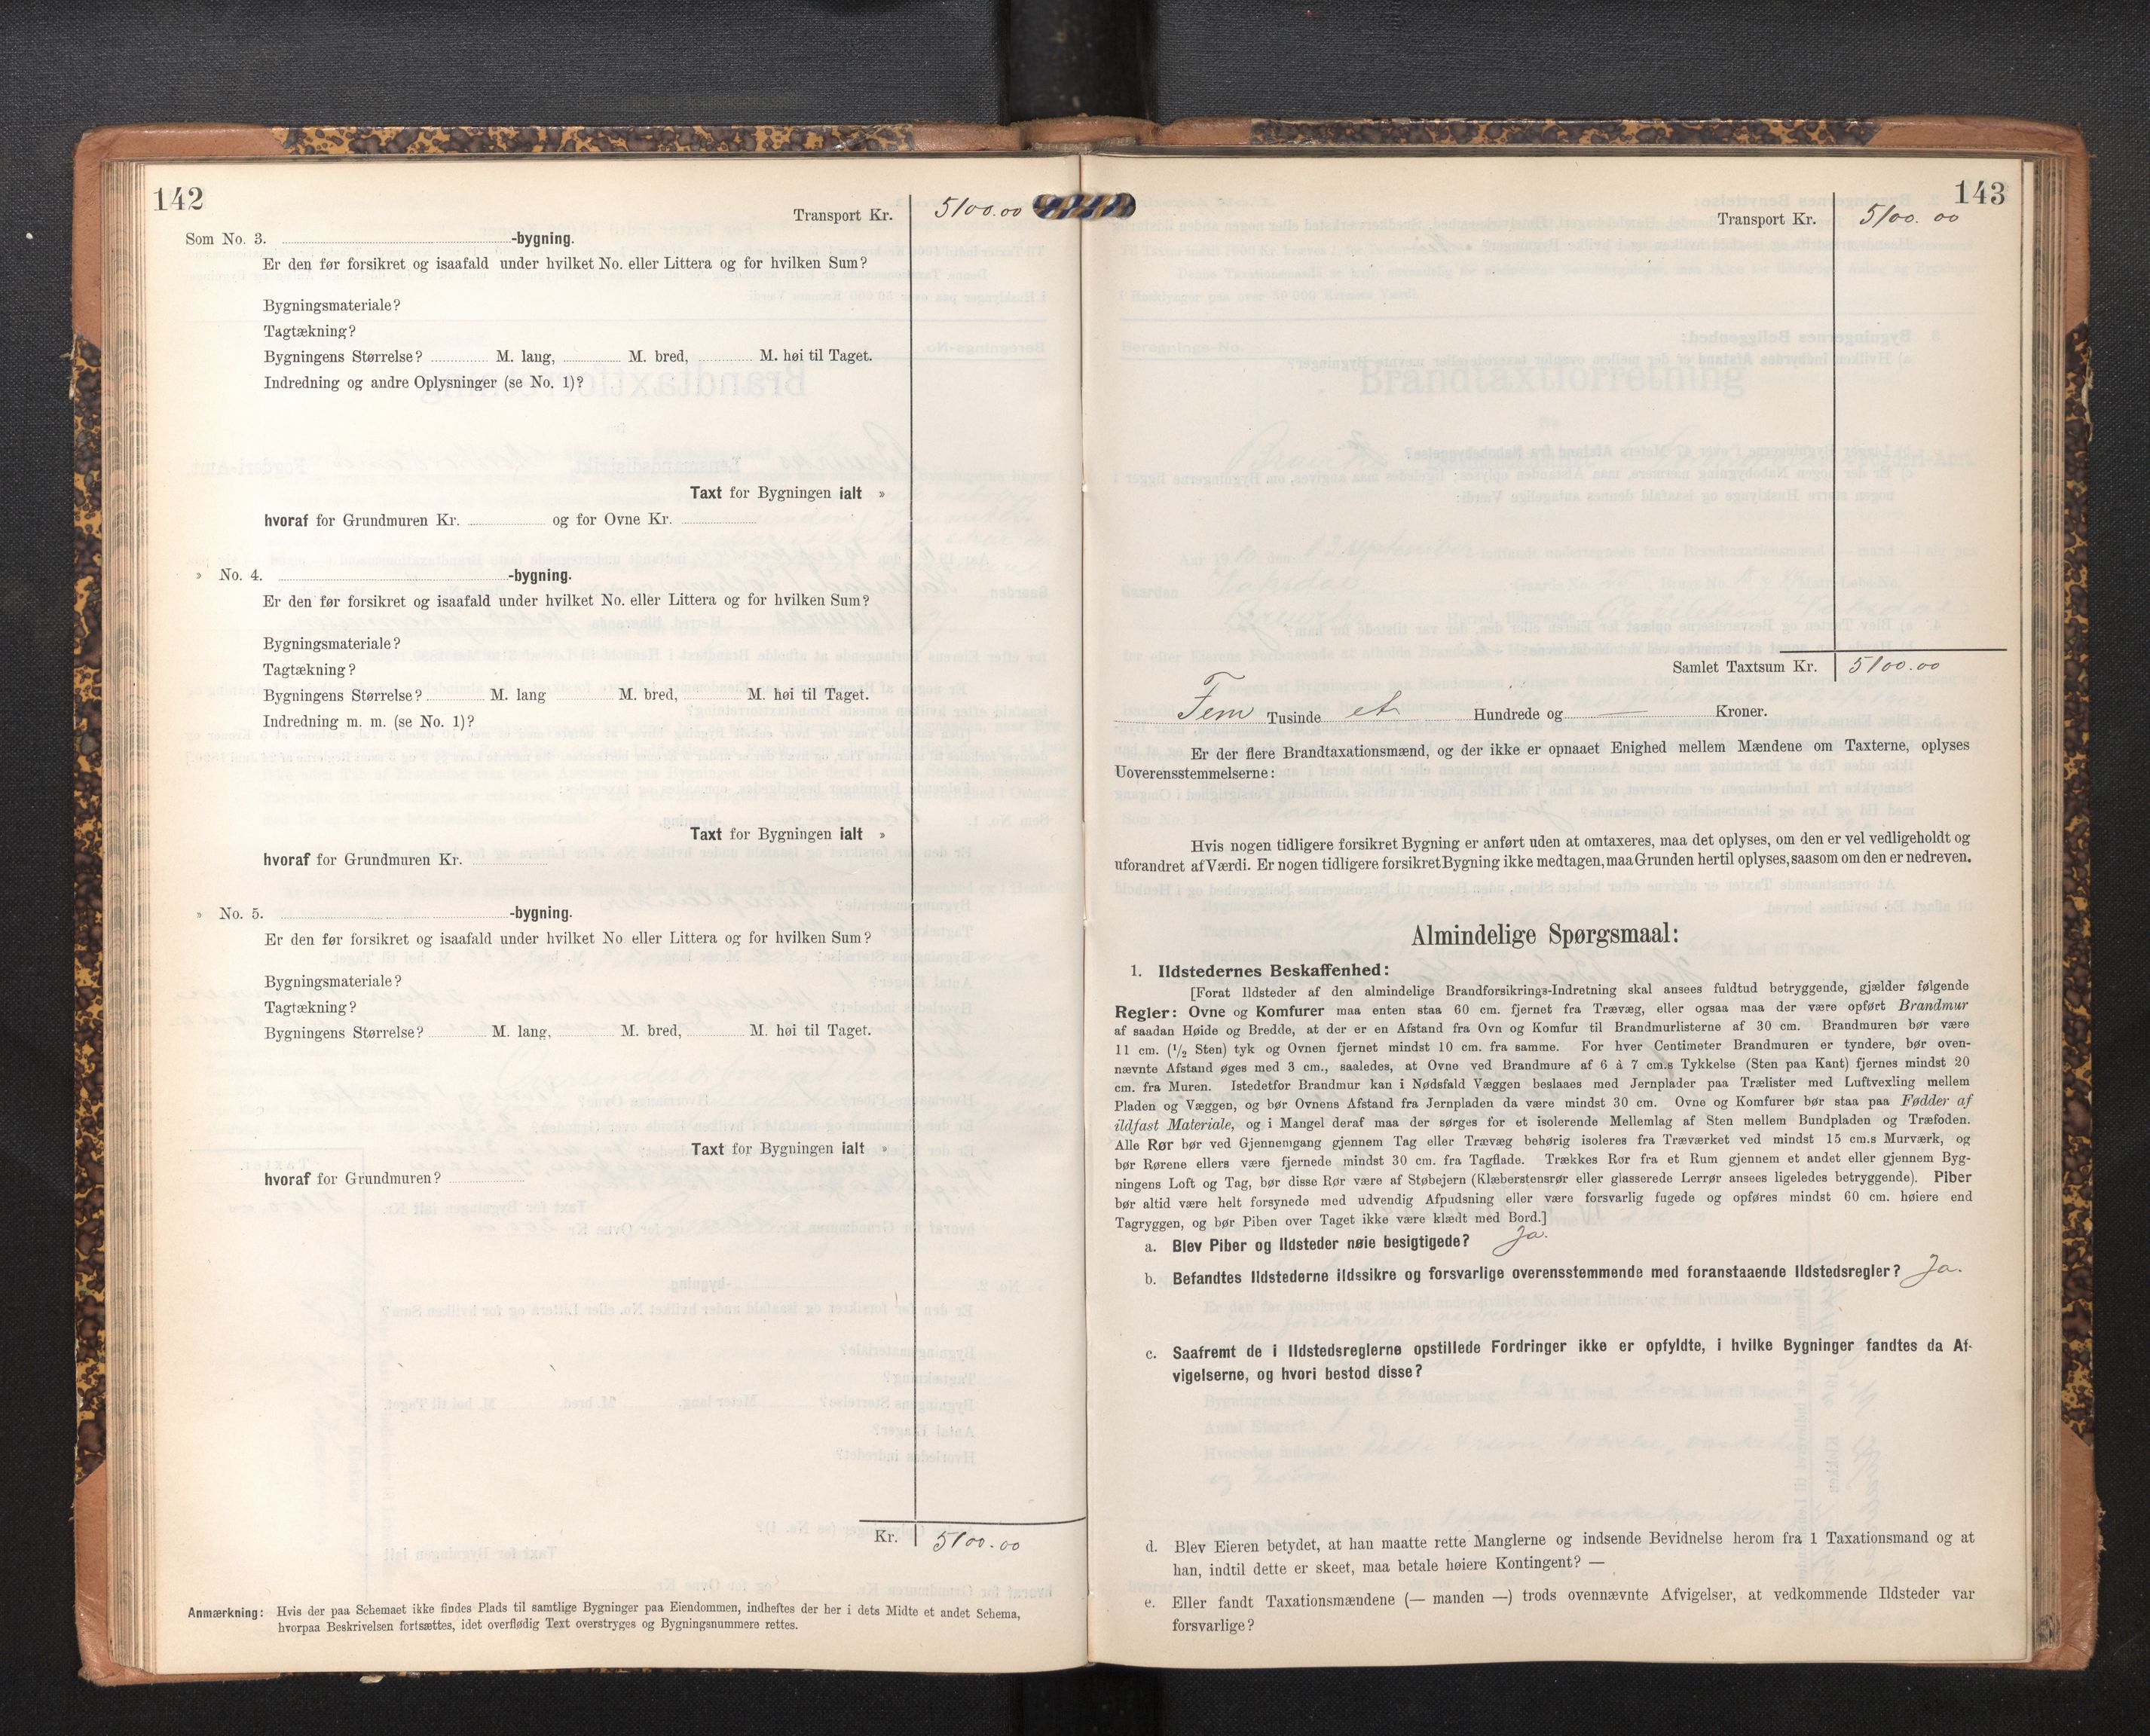 142
Transport Kr. 5100.00
Som No. 3. -bygning.
Er den før forsikret og isaafald under hvilket No. eller Littera og for hvilken Sum?
Bygningsmateriale?
Tagtækning?
Bygningens Størrelse? M. lang, M. bred, M. høi til Taget.
Indredning og andre Oplysninger (se No. 1)?
Taxt for Bygningen ialt »
hvoraf for Grundmuren Kr. og for Ovne Kr.
» No. 4. -bygning.
Er den før forsikret og isaafald under hvilket No. eller Littera og for hvilken Sum?
Bygningsmateriale?
Tagtækning?
Bygningens Størrelse? M. lang M. bred, M. høi til Taget.
Indredning m. m. (se No. 1)?
Taxt for Bygningen ialt »
hvoraf for Grundmuren Kr.
» No. 5. -bygning.
Er den før forsikret og isaafald under hvilket No eller Littera og for hvilken Sum?
Bygningsmateriale?
Tagtækning?
Bygningens Størrelse? M. lang, M. bred, M. høi til Taget.
Taxt for Bygningen ialt »
hvoraf for Grundmuren?
Kr. 5100.00
Anmærkning: Hvis der paa Schemaet ikke findes Plads til samtlige Bygninger paa Eiendommen, indheftes der her i dets Midte et andet Schema,
hvorpaa Beskrivelsen fortsættes, idet overflødig Text overstryges og Bygningsnummere rettes.
143
Transport Kr. 5100.00
Samlet Taxtsum Kr. 5100.00
Fem Tusinde et Hundrede og — Kroner.
Er der flere Brandtaxationsmænd, og der ikke er opnaaet Enighed mellem Mændene om Taxterne, oplyses
Uoverensstemmelserne:
Hvis nogen tidligere forsikret Bygning er anført uden at omtaxeres, maa det oplyses, om den er vel vedligeholdt og
uforandret af Værdi. Er nogen tidligere forsikret Bygning ikke medtagen, maa Grunden hertil oplyses, saasom om den er nedreven.
Almindelige Spørgsmaal:
1. Ildstedernes Beskaffenhed:
[Forat Ildsteder af den almindelige Brandforsikrings-Indretning skal ansees fuldtud betryggende, gjælder følgende
Regler: Ovne og Komfurer maa enten staa 60 cm. fjernet fra Trævæg, eller ogsaa maa der være opført Brandmur
af saadan Høide og Bredde, at der er en Afstand fra Ovn og Komfur til Brandmurlisterne af 30 cm. Brandmuren bør være
11 cm. (1/2 Sten) tyk og Ovnen fjernet mindst 10 cm. fra samme. For hver Centimeter Brandmuren er tyndere, bør oven-
nævnte Afstand øges med 3 cm., saaledes, at Ovne ved Brandmure af 6 à 7 cm.s Tykkelse (Sten paa Kant) fjernes mindst 20
cm. fra Muren. Istedetfor Brandmur kan i Nødsfald Væggen beslaaes med Jernplader paa Trælister med Luftvexling mellem
Pladen og Væggen, og bør Ovnens Afstand fra Jernpladen da være mindst 30 cm. Ovne og Komfurer bør staa paa Fødder af
ildfast Materiale, og i Mangel deraf maa der sørges for et isolerende Mellemlag af Sten mellem Bundpladen og Træfoden.
Alle Rør bør ved Gjennemgang gjennem Tag eller Trævæg behørig isoleres fra Træværket ved mindst 15 cm.s Murværk, og
bør Rørene ellers være fjernede mindst 30 cm. fra Tagflade. Trækkes Rør fra et Rum gjennem et andet eller gjennem Byg-
ningens Loft og Tag, bør disse Rør være af Støbejern (Klæberstensrør eller glasserede Lerrør ansees ligeledes betryggende). Piber
bør altid være helt forsynede med udvendig Afpudsning eller være forsvarlig fugede og opføres mindst 60 cm. høiere end
Tagryggen, og bør Piben over Taget ikke være klædt med Bord.]
a. Blev Piber og Ildsteder nøie besigtigede? Ja.
b. Befandtes Ildstederne ildssikre og forsvarlige overensstemmende med foranstaaende Ildstedsregler? Ja.
c. Saafremt de i Ildstedsreglerne opstillede Fordringer ikke er opfyldte, i hvilke Bygninger fandtes da Af-
vigelserne, og hvori bestod disse?
d. Blev Eieren betydet, at han maatte rette Manglerne og indsende Bevidnelse herom fra 1 Taxationsmand og at
han, indtil dette er skeet, maa betale høiere Kontingent? —
e. Eller fandt Taxationsmændene (— manden —) trods ovennævnte Afvigelser, at vedkommende Ildsteder var
forsvarlige?